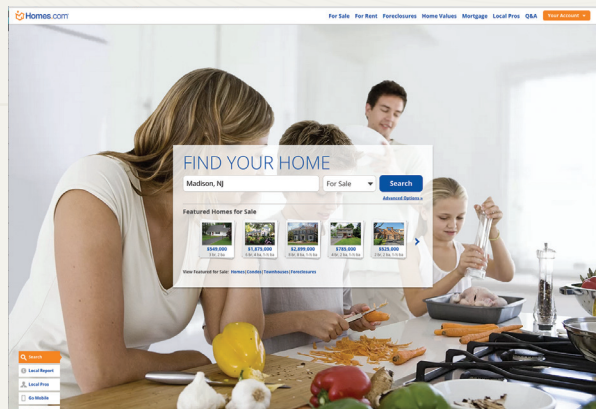 Homes.com
For Sale For Rent Foreclosures Home Values Mortgage Local Pros Q&A Your Account
FIND YOUR HOME
Madison, NJ For Sale Search
Advanced Options »
Featured Homes for Sale
$549,000 $1,875,000 $2,899,000 $788,000 $525,000
View Featured for Sale: Homes | Condos | Townhouses | Foreclosures
Search
Local Report
Local Pros
Go Mobile